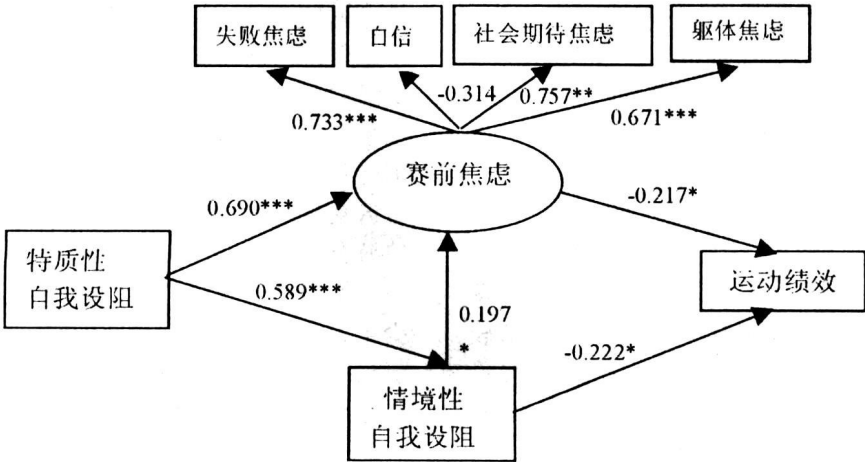 失败焦虑
自信
社会期待焦虑
躯体焦虑
-0.314
0.757**
0.733***
0.671***
赛前焦虑
0.690***
-0.217*
特质性
自我设阻
0.589***
运动绩效
0.197
*
-0.222*
情境性
自我设阻